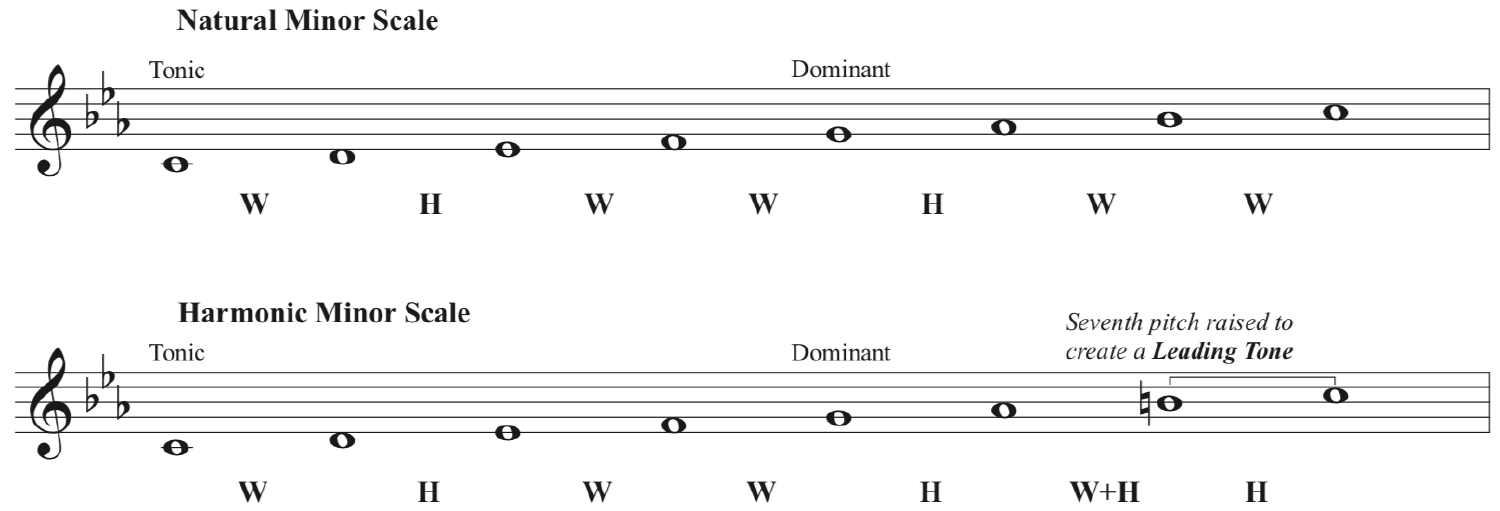 Natural Minor Scale
Tonic Dominant
W H W W H W W
Harmonic Minor Scale
Seventh pitch raised to
create a Leading Tone
Tonic Dominant
W H W W H W+H H